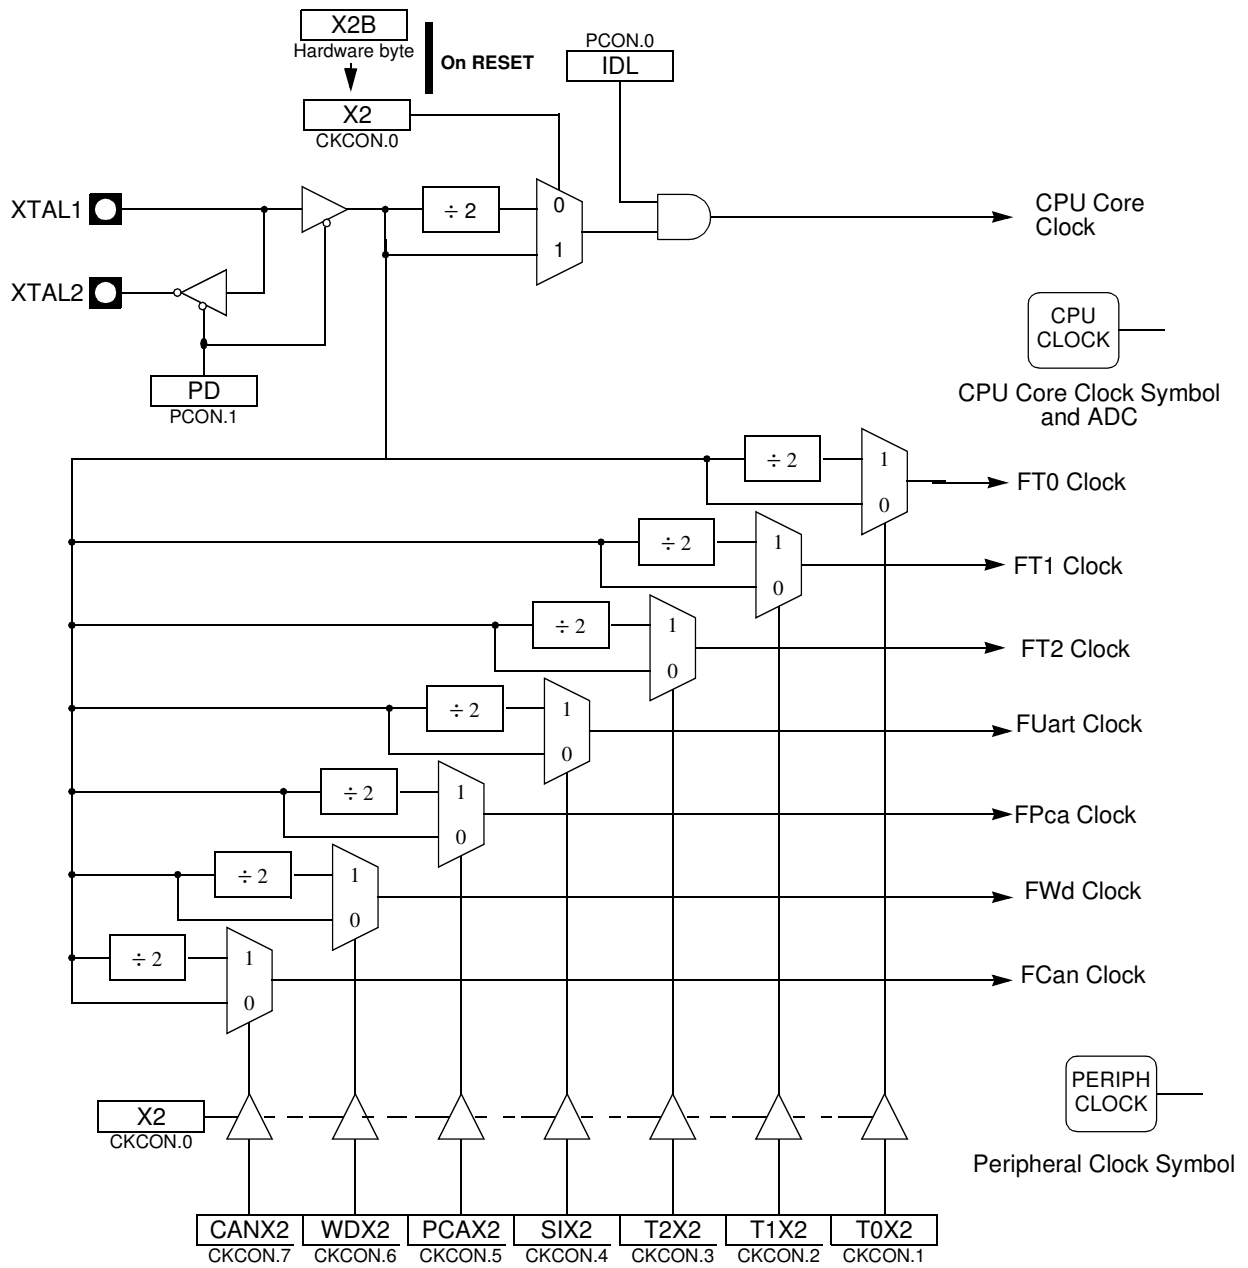 X2B
Hardware byte
On RESET
PCON.0
IDL
X2
CKCON.0
XTAL1
÷ 2
0
1
CPU Core
Clock
XTAL2
CPU
CLOCK
PD
PCON.1
CPU Core Clock Symbol
and ADC
÷ 2
1
0
FT0 Clock
÷ 2
1
0
FT1 Clock
÷ 2
1
0
FT2 Clock
÷ 2
1
0
FUart Clock
÷ 2
1
0
FPca Clock
÷ 2
1
0
FWd Clock
÷ 2
1
0
FCan Clock
X2
CKCON.0
PERIPH
CLOCK
Peripheral Clock Symbol
CANX2
WDX2
PCAX2
SIX2
T2X2
T1X2
T0X2
CKCON.7
CKCON.6
CKCON.5
CKCON.4
CKCON.3
CKCON.2
CKCON.1